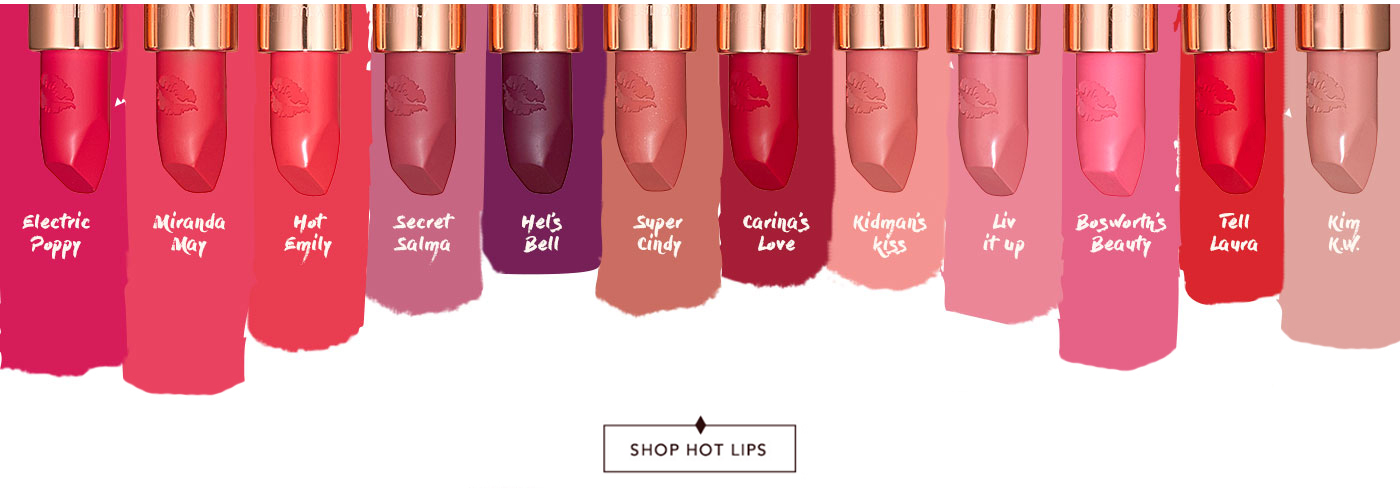 Electric
Poppy
Miranda
May
Hot
Emily
Secret
Salma
Hel's
Bell
Super
Cindy
Carina's
Love
Kidman's
kiss
Liv
it up
Bosworth's
Beauty
Tell
Laura
Kim
K.W.
SHOP HOT LIPS